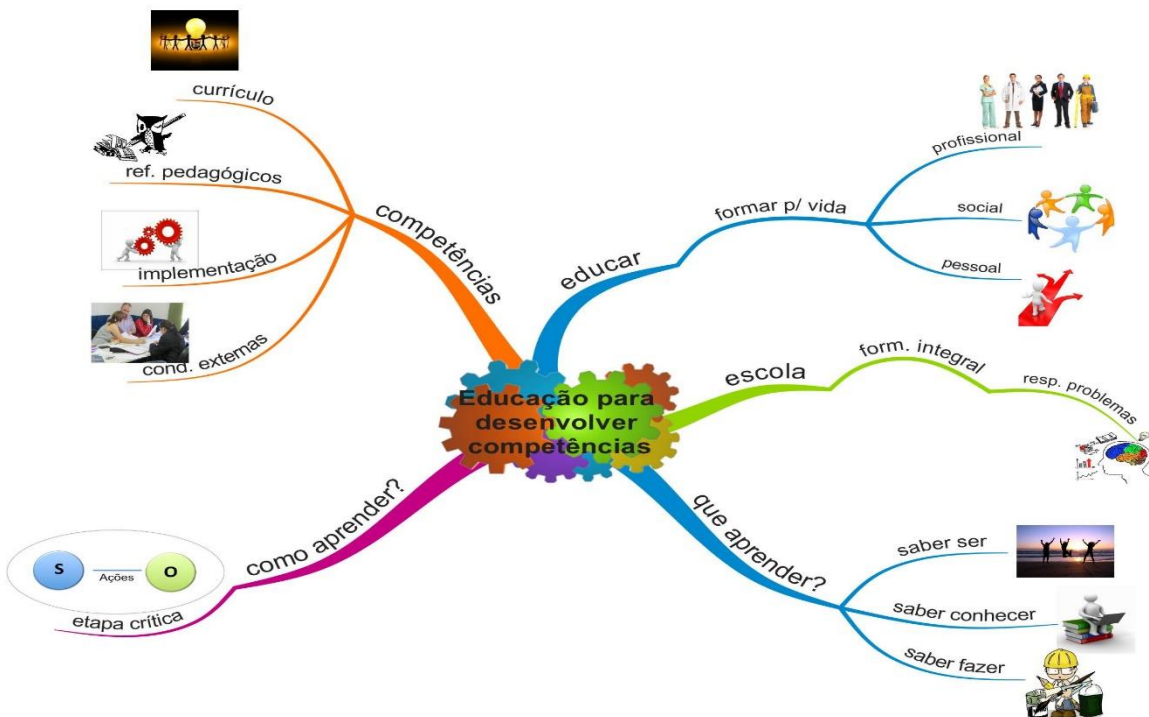 Educação para
desenvolver
competências
competências
currículo
ref. pedagógicos
implementação
cond. externas
educar
formar p/ vida
profissional
social
pessoal
escola
form. integral
resp. problemas
que aprender?
saber ser
saber conhecer
saber fazer
como aprender?
S
Ações
O
etapa crítica